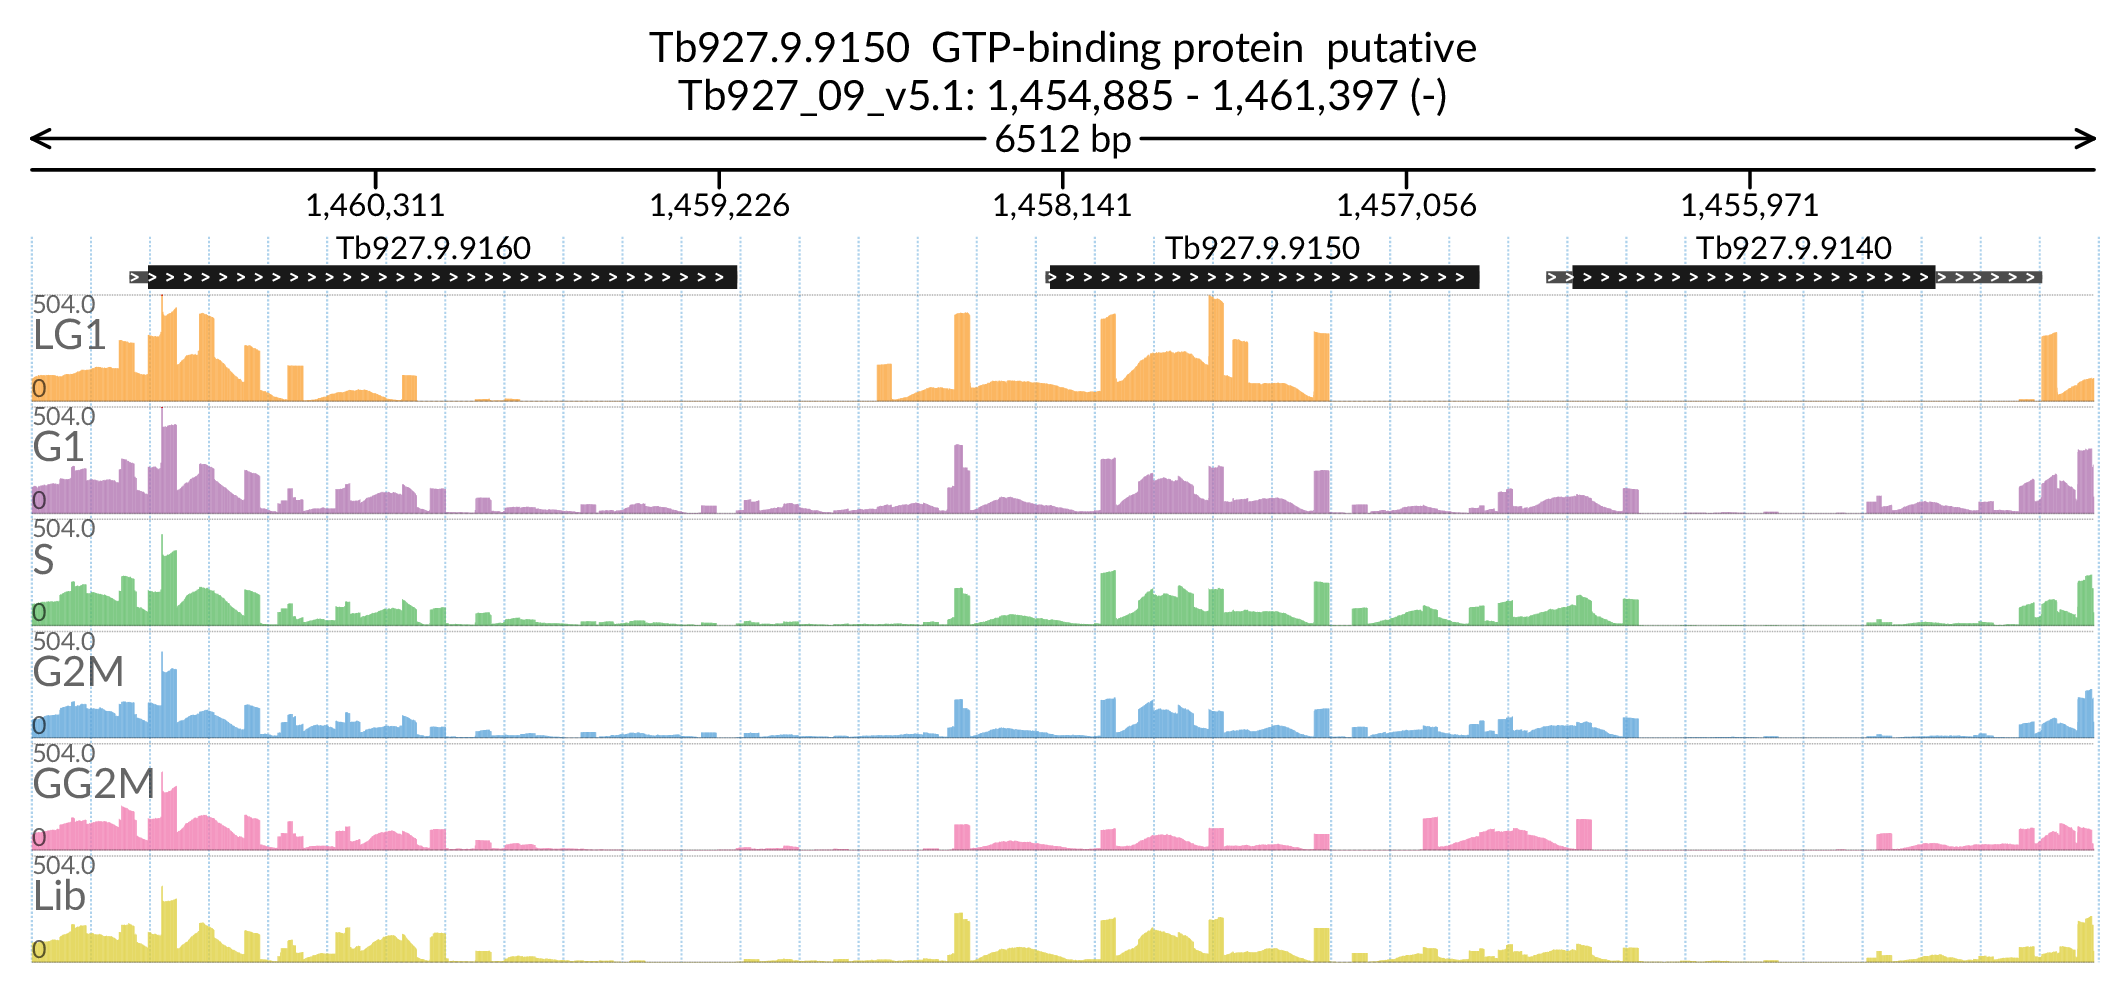 Tb927.9.9150 GTP-binding protein putative
Tb927_09_v5.1: 1,454,885 - 1,461,397 (-)
6512 bp
1,460,311 1,459,226 1,458,141 1,457,056 1,455,971
Tb927.9.9160 Tb927.9.9150 Tb927.9.9140
504.0
LG1
0
504.0
G1
0
504.0
S
0
504.0
G2M
0
504.0
GG2M
0
504.0
Lib
0